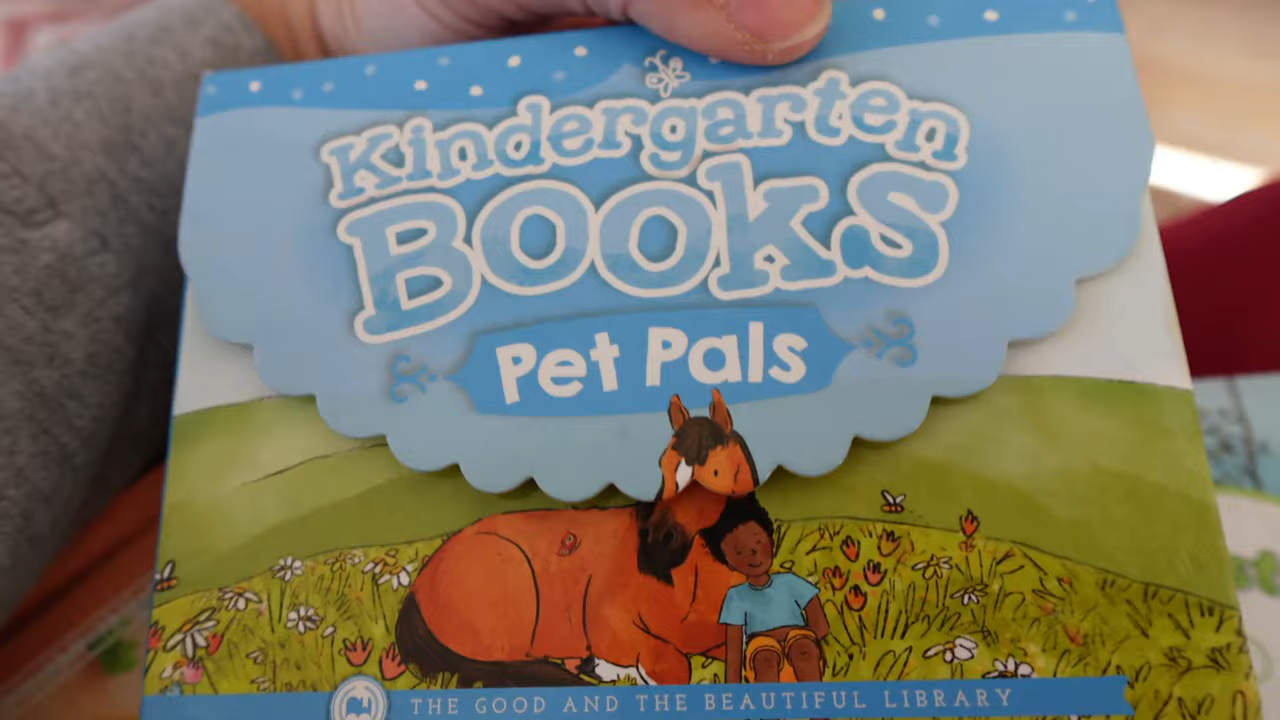 Kindergarten
BOOKS
Pet Pals
THE GOOD AND THE BEAUTIFUL LIBRARY